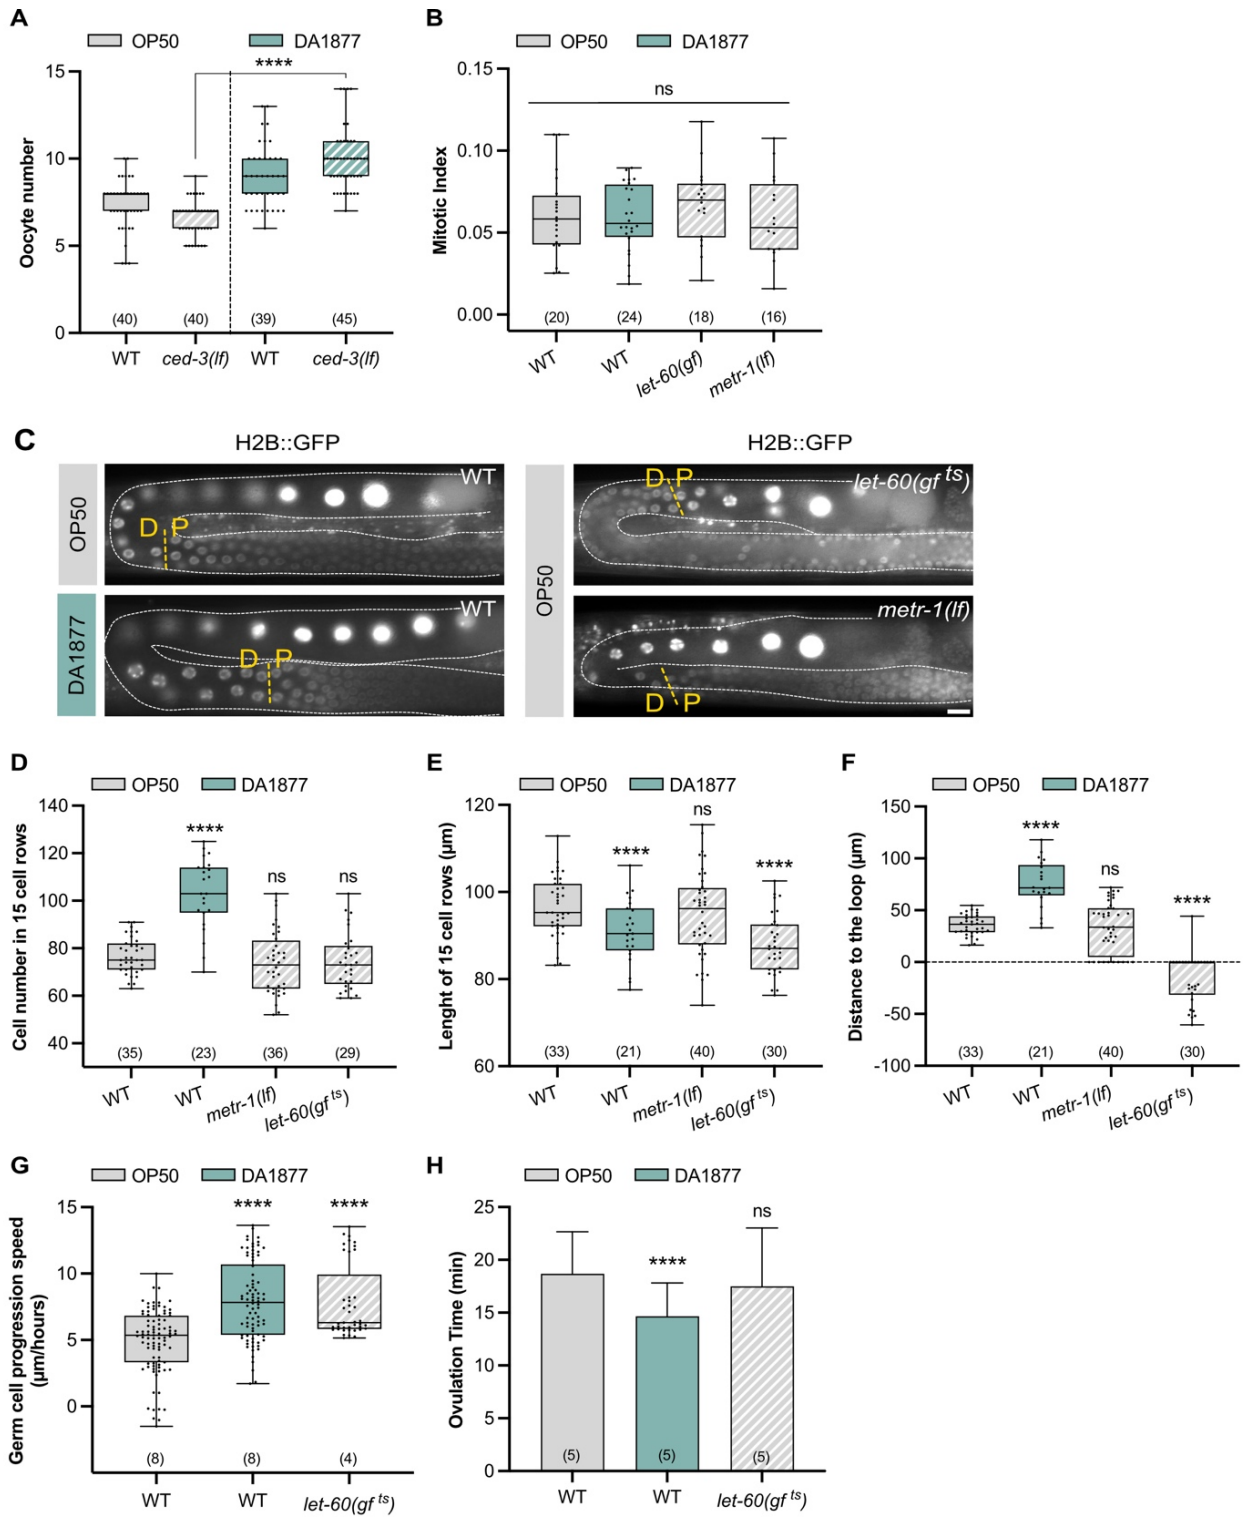 A
OP50
DA1877
Oocyte number
****
15
10
5
0
(40)
(40)
(39)
(45)
WT
ced-3(lf)
WT
ced-3(lf)
B
OP50
DA1877
Mitotic Index
ns
0.15
0.10
0.05
0.00
(20)
(24)
(18)
(16)
WT
WT
let-60(gf)
metr-1(lf)
C
H2B::GFP
H2B::GFP
OP50
WT
D P
DA1877
WT
D P
OP50
let-60(gf ts)
D P
metr-1(lf)
D P
D
OP50
DA1877
Cell number in 15 cell rows
140
120
100
80
60
40
****
ns
ns
(35)
(23)
(36)
(29)
WT
WT
metr-1(lf)
let-60(gf ts)
E
OP50
DA1877
Lenght of 15 cell rows (µm)
120
100
80
60
****
ns
****
(33)
(21)
(40)
(30)
WT
WT
metr-1(lf)
let-60(gf ts)
F
OP50
DA1877
Distance to the loop (µm)
150
100
50
0
-50
-100
****
ns
****
(33)
(21)
(40)
(30)
WT
WT
metr-1(lf)
let-60(gf ts)
G
OP50
DA1877
Germ cell progression speed
(µm/hours)
15
10
5
0
****
****
(8)
(8)
(4)
WT
WT
let-60(gf ts)
H
OP50
DA1877
Ovulation Time (min)
25
20
15
10
5
0
****
ns
(5)
(5)
(5)
WT
WT
let-60(gf ts)